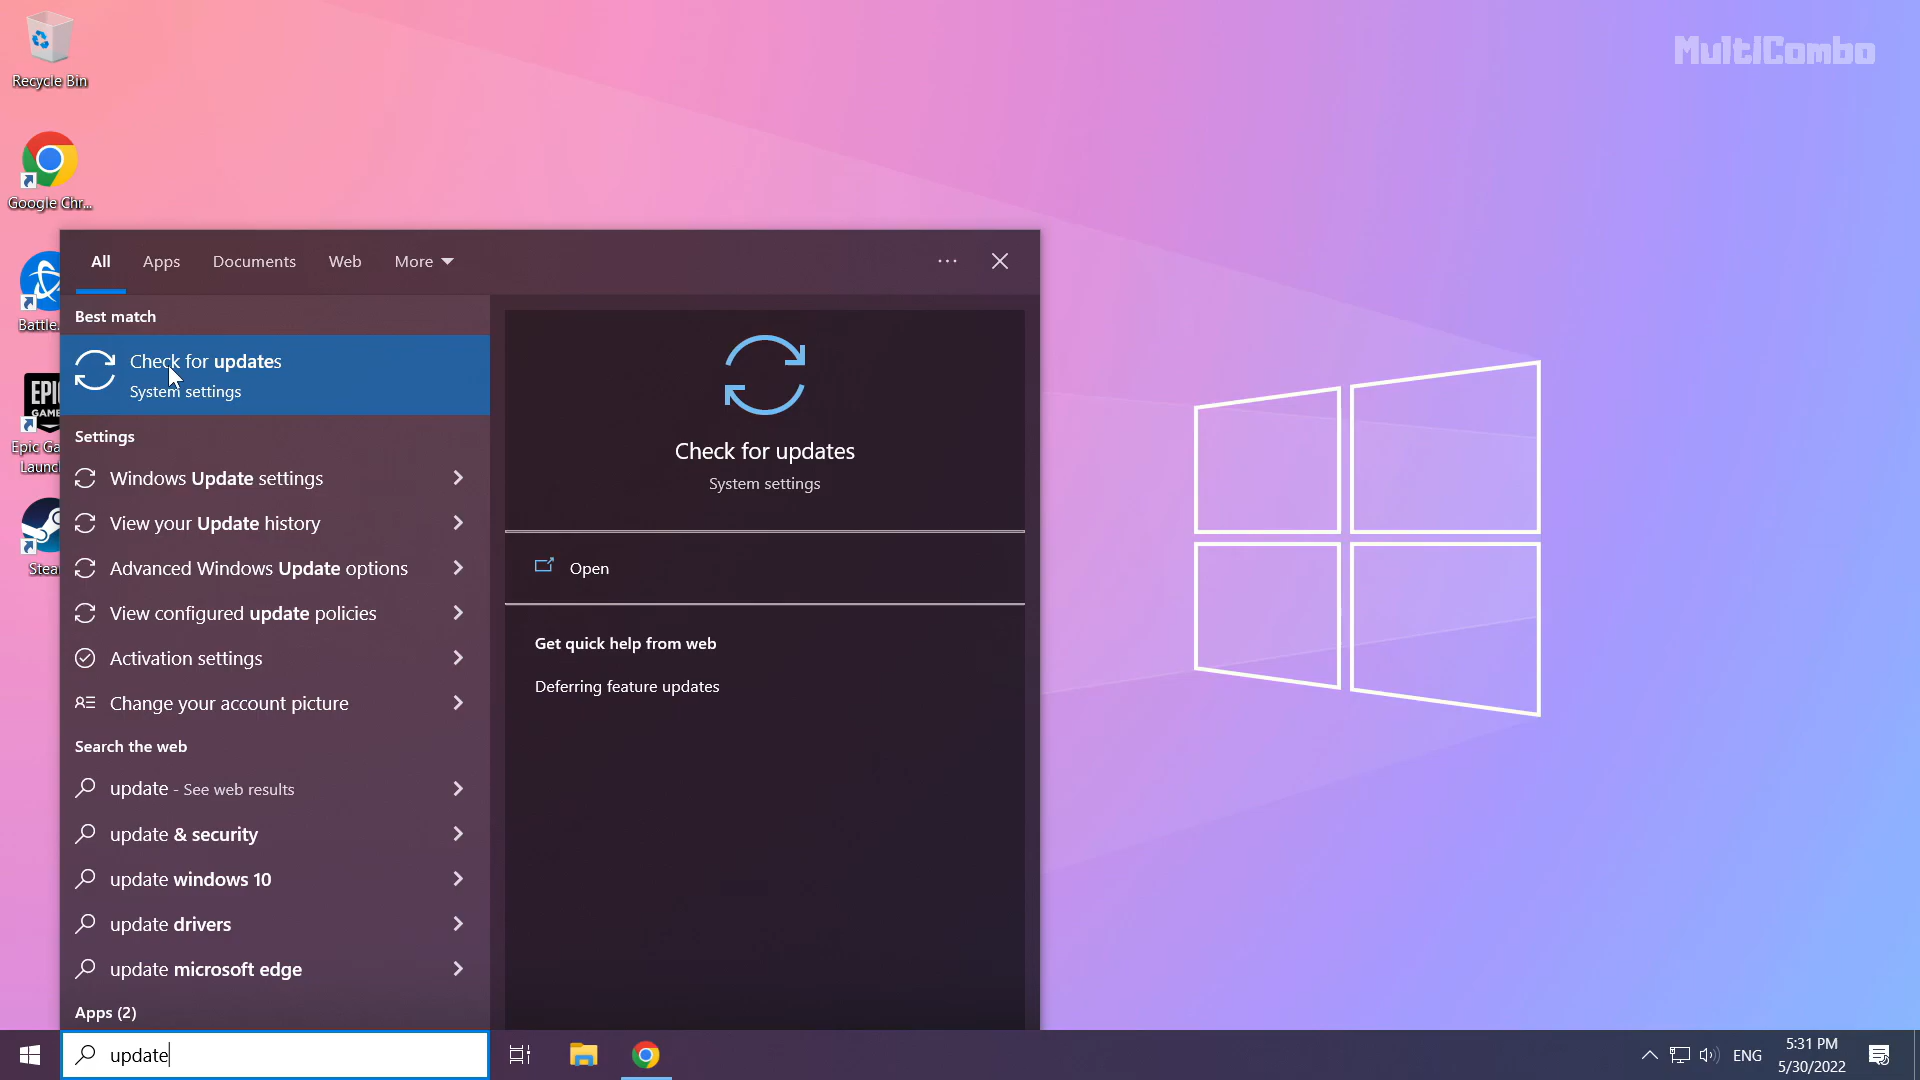 MultiCombo
Recycle Bin
Google Chr...
Battle.
EPIC
GAM
Epic Ga
Launc
Stea
All
Apps
Documents
Web
More
Best match
Check for updates
System settings
Settings
Windows Update settings
View your Update history
Advanced Windows Update options
View configured update policies
Activation settings
Change your account picture
Search the web
update - See web results
update & security
update windows 10
update drivers
update microsoft edge
Apps (2)
Check for updates
System settings
Open
Get quick help from web
Deferring feature updates
update
ENG
5:31 PM
5/30/2022